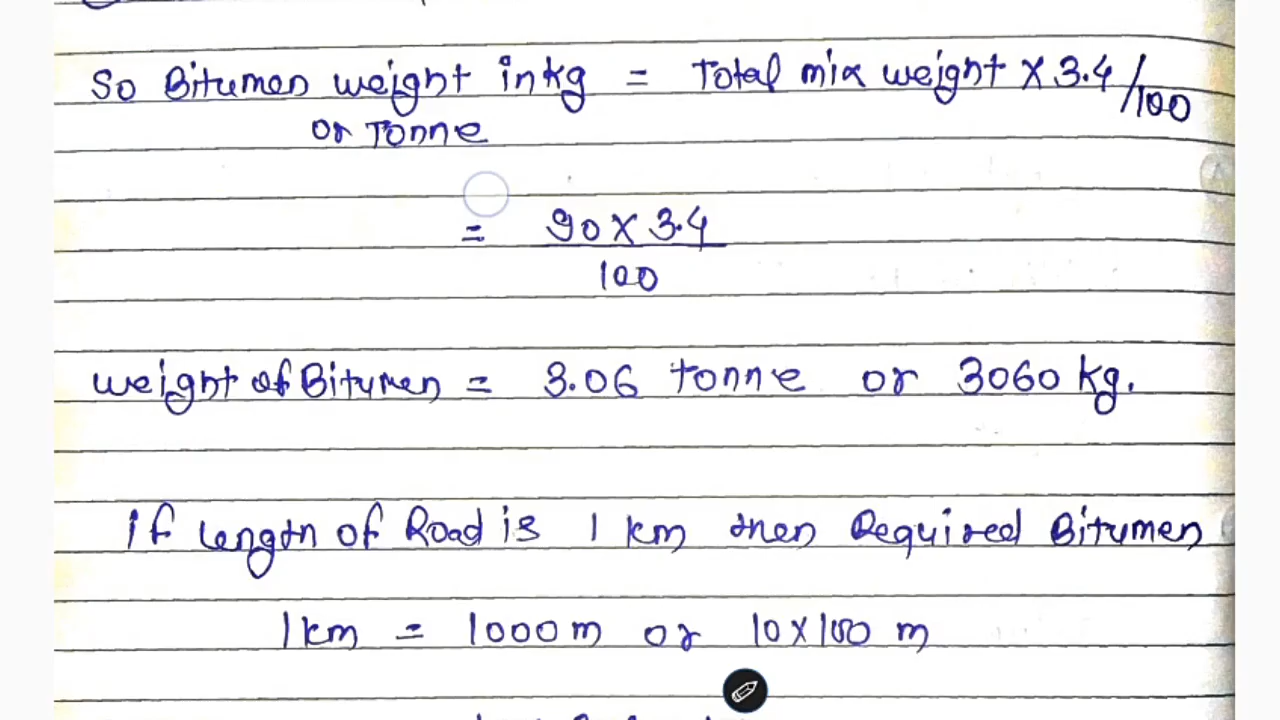 So Bitumen weight in kg = Total mix weight X 3.4/100
or Tonne
= 90 X 3.4
100
weight of Bitumen = 3.06 tonne or 3060 kg.
If Length of Road is 1 km then Required Bitumen
1 km = 1000 m or 10 X 100 m